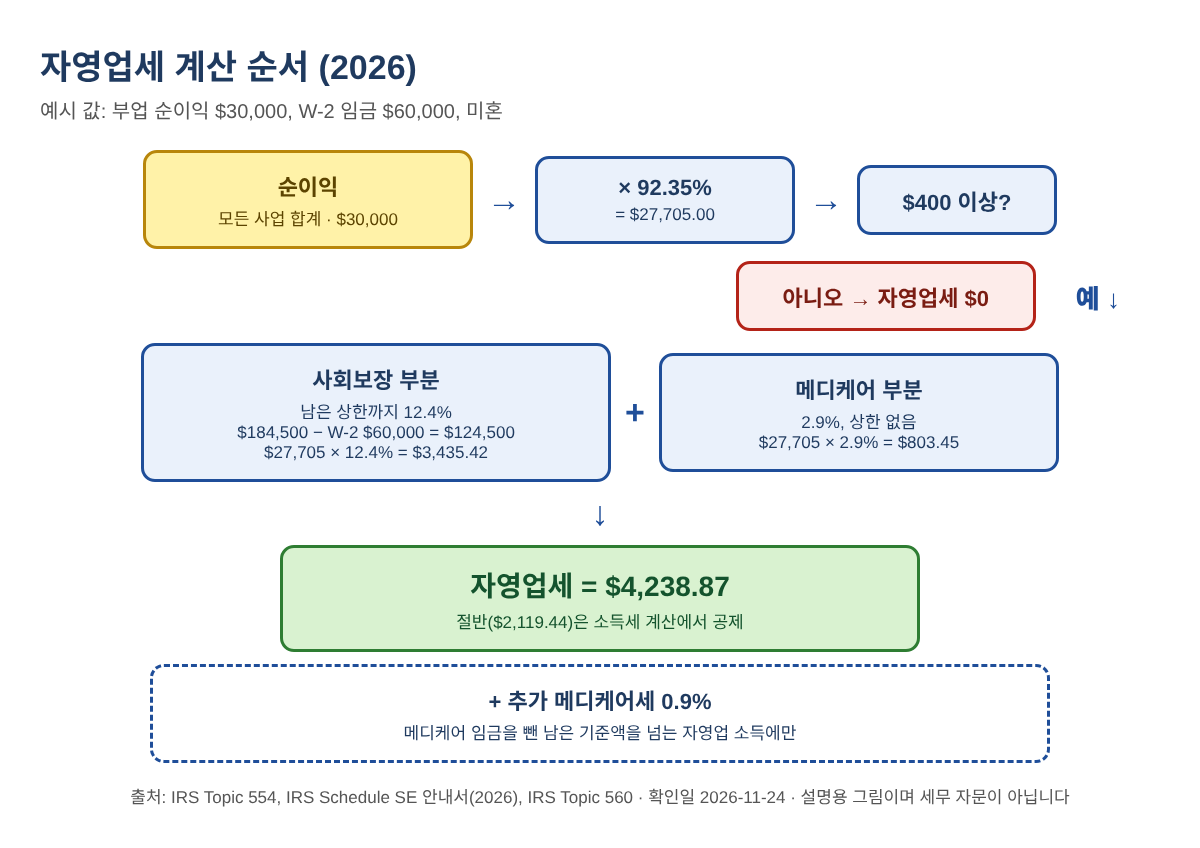 자영업세 계산 순서 (2026)
예시 값: 부업 순이익 $30,000, W-2 임금 $60,000, 미혼
순이익
모든 사업 합계 · $30,000
→
× 92.35%
= $27,705.00
→
$400 이상?
아니오 → 자영업세 $0
예 ↓
사회보장 부분
남은 상한까지 12.4%
$184,500 − W-2 $60,000 = $124,500
$27,705 × 12.4% = $3,435.42
+
메디케어 부분
2.9%, 상한 없음
$27,705 × 2.9% = $803.45
↓
자영업세 = $4,238.87
절반($2,119.44)은 소득세 계산에서 공제
+ 추가 메디케어세 0.9%
메디케어 임금을 뺀 남은 기준액을 넘는 자영업 소득에만
출처: IRS Topic 554, IRS Schedule SE 안내서(2026), IRS Topic 560 · 확인일 2026-11-24 · 설명용 그림이며 세무 자문이 아닙니다